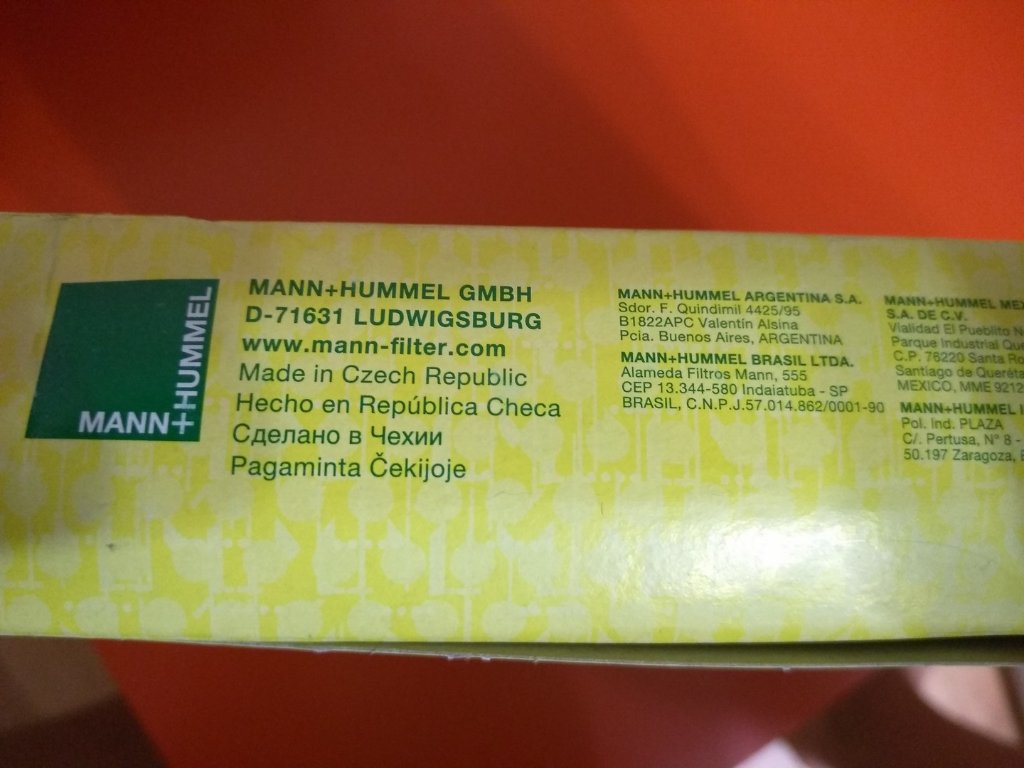 MANN+HUMMEL
MANN+HUMMEL GMBH
D-71631 LUDWIGSBURG
www.mann-filter.com
Made in Czech Republic
Hecho en República Checa
Сделано в Чехии
Pagaminta Čekijoje
MANN+HUMMEL ARGENTINA S.A.
Sdor. F. Quindimil 4425/95
B1822APC Valentín Alsina
Pcia. Buenos Aires, ARGENTINA
MANN+HUMMEL BRASIL LTDA.
Alameda Filtros Mann, 555
CEP 13.344-580 Indaiatuba - SP
BRASIL, C.N.P.J.57.014.862/0001-90
MANN+HUMMEL
S.A. DE C.V.
Vialidad El Pueblito
Parque Industrial
C.P. 76220 Santa
Santiago de
MEXICO, MME
MANN+HUMMEL
Pol. Ind. PLAZA
C/. Pertusa, Nº 8 -
50.197 Zaragoza,